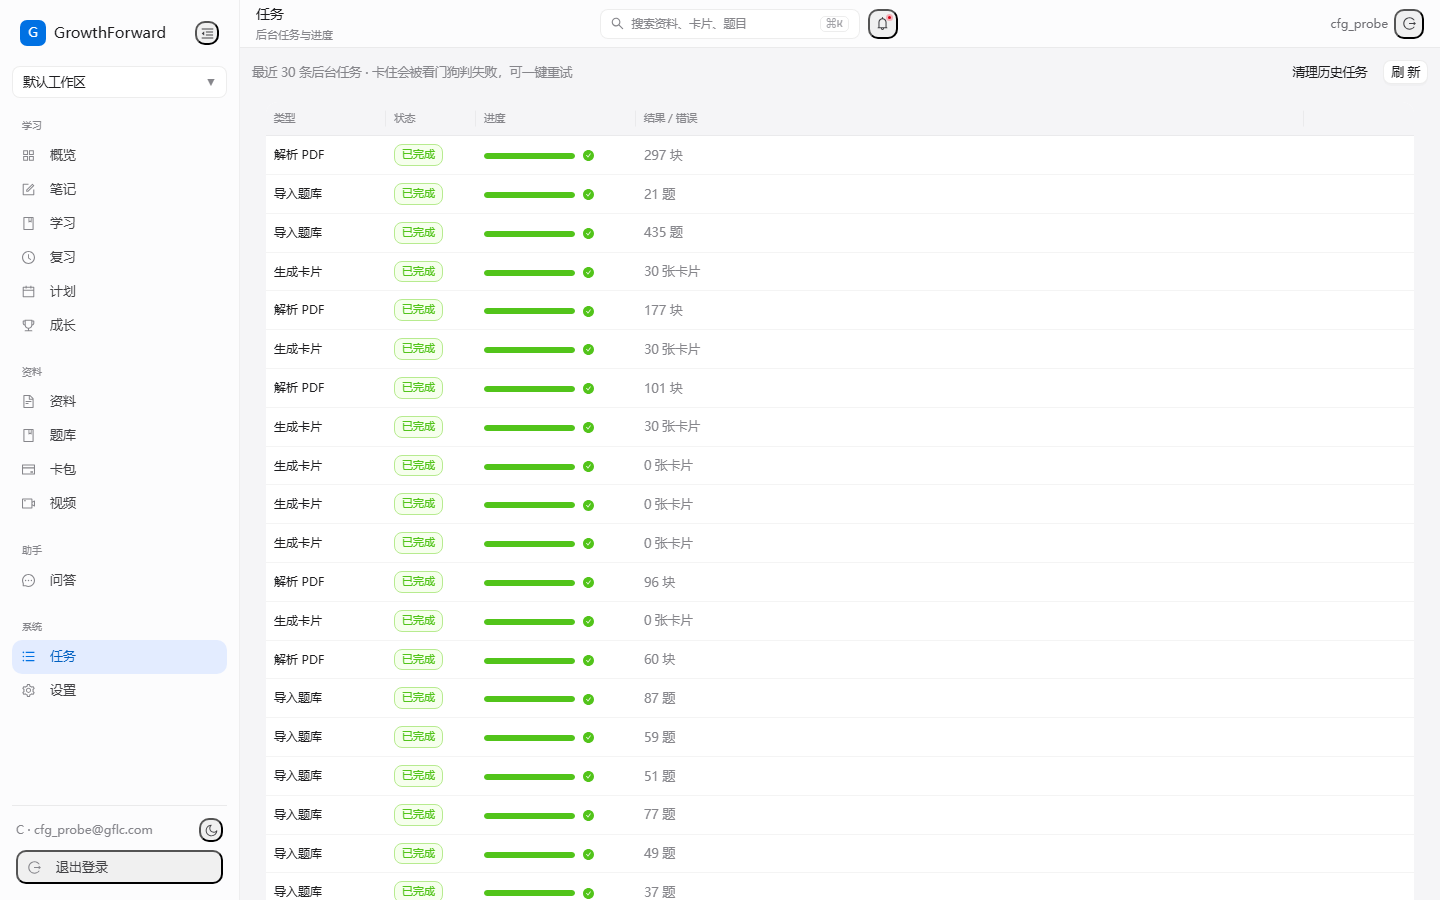 G GrowthForward
默认工作区 ▼
学习
概览
笔记
学习
复习
计划
成长
资料
资料
题库
卡包
视频
助手
问答
系统
任务
设置
C · cfg_probe@gflc.com
退出登录
任务
后台任务与进度
搜索资料、卡片、题目 ⌘K
cfg_probe
最近 30 条后台任务 · 卡住会被看门狗判失败，可一键重试
清理历史任务 刷 新
类型 状态 进度 结果 / 错误
解析 PDF 已完成 297 块
导入题库 已完成 21 题
导入题库 已完成 435 题
生成卡片 已完成 30 张卡片
解析 PDF 已完成 177 块
生成卡片 已完成 30 张卡片
解析 PDF 已完成 101 块
生成卡片 已完成 30 张卡片
生成卡片 已完成 0 张卡片
生成卡片 已完成 0 张卡片
生成卡片 已完成 0 张卡片
解析 PDF 已完成 96 块
生成卡片 已完成 0 张卡片
解析 PDF 已完成 60 块
导入题库 已完成 87 题
导入题库 已完成 59 题
导入题库 已完成 51 题
导入题库 已完成 77 题
导入题库 已完成 49 题
导入题库 已完成 37 题